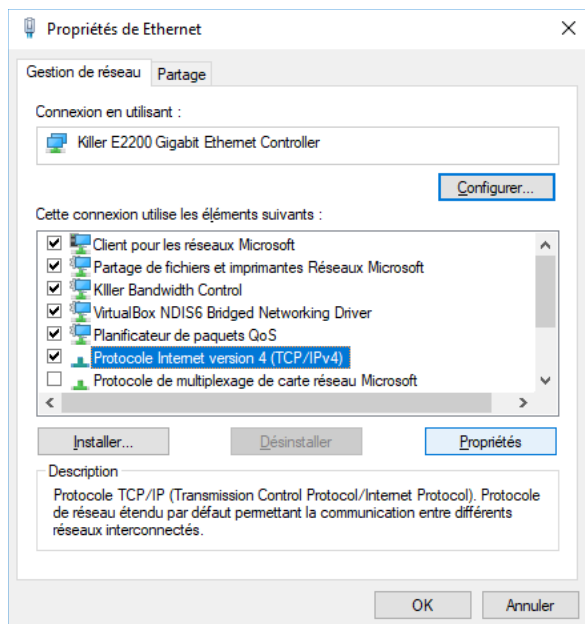 Propriétés de Ethernet
Gestion de réseau
Partage
Connexion en utilisant :
Killer E2200 Gigabit Ethernet Controller
Configurer...
Cette connexion utilise les éléments suivants :
Client pour les réseaux Microsoft
Partage de fichiers et imprimantes Réseaux Microsoft
KIller Bandwidth Control
VirtualBox NDIS6 Bridged Networking Driver
Planificateur de paquets QoS
Protocole Internet version 4 (TCP/IPv4)
Protocole de multiplexage de carte réseau Microsoft
Installer...
Désinstaller
Propriétés
Description
Protocole TCP/IP (Transmission Control Protocol/Internet Protocol). Protocole
de réseau étendu par défaut permettant la communication entre différents
réseaux interconnectés.
OK
Annuler